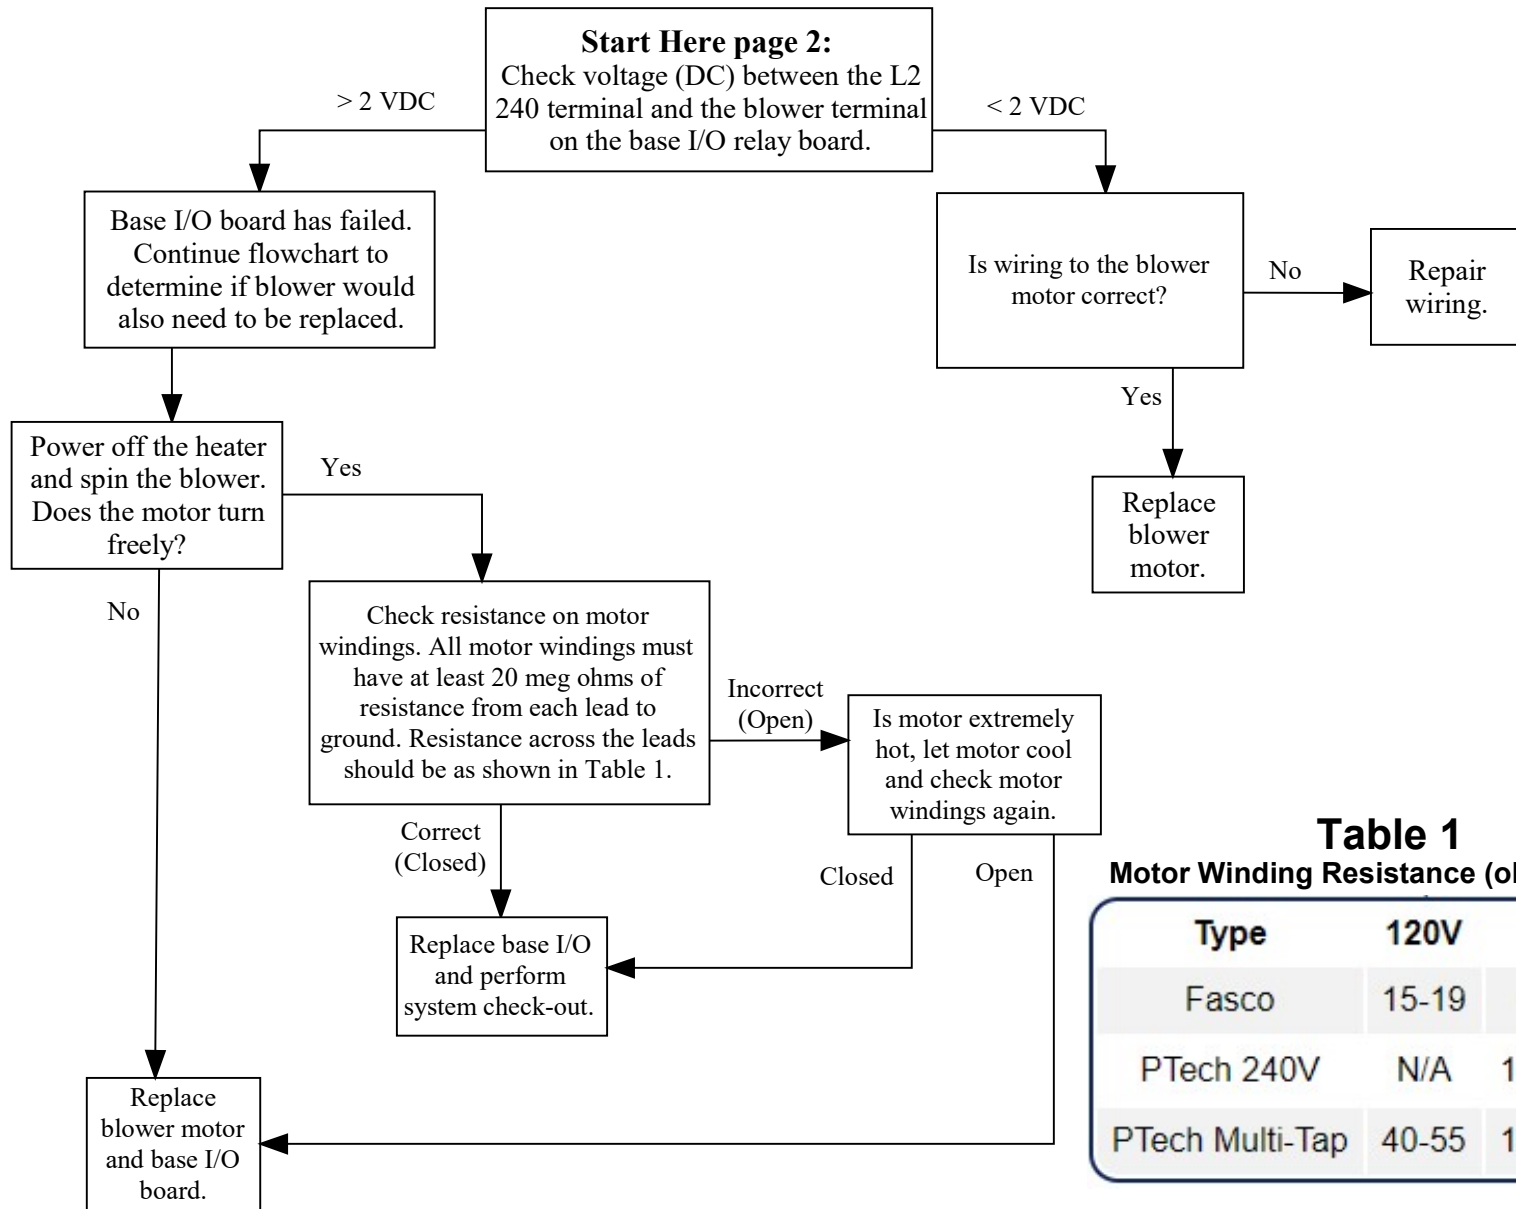 Start Here page 2:
Check voltage (DC) between the L2
240 terminal and the blower terminal
on the base I/O relay board.
> 2 VDC
< 2 VDC
Base I/O board has failed.
Continue flowchart to
determine if blower would
also need to be replaced.
Is wiring to the blower
motor correct?
No
Repair
wiring.
Yes
Replace
blower
motor.
Power off the heater
and spin the blower.
Does the motor turn
freely?
Yes
No
Check resistance on motor
windings. All motor windings must
have at least 20 meg ohms of
resistance from each lead to
ground. Resistance across the leads
should be as shown in Table 1.
Incorrect
(Open)
Is motor extremely
hot, let motor cool
and check motor
windings again.
Correct
(Closed)
Closed
Open
Replace base I/O
and perform
system check-out.
Replace
blower motor
and base I/O
board.
Table 1
Motor Winding Resistance
Type 120V
Fasco 15-19
PTech 240V N/A
PTech Multi-Tap 40-55